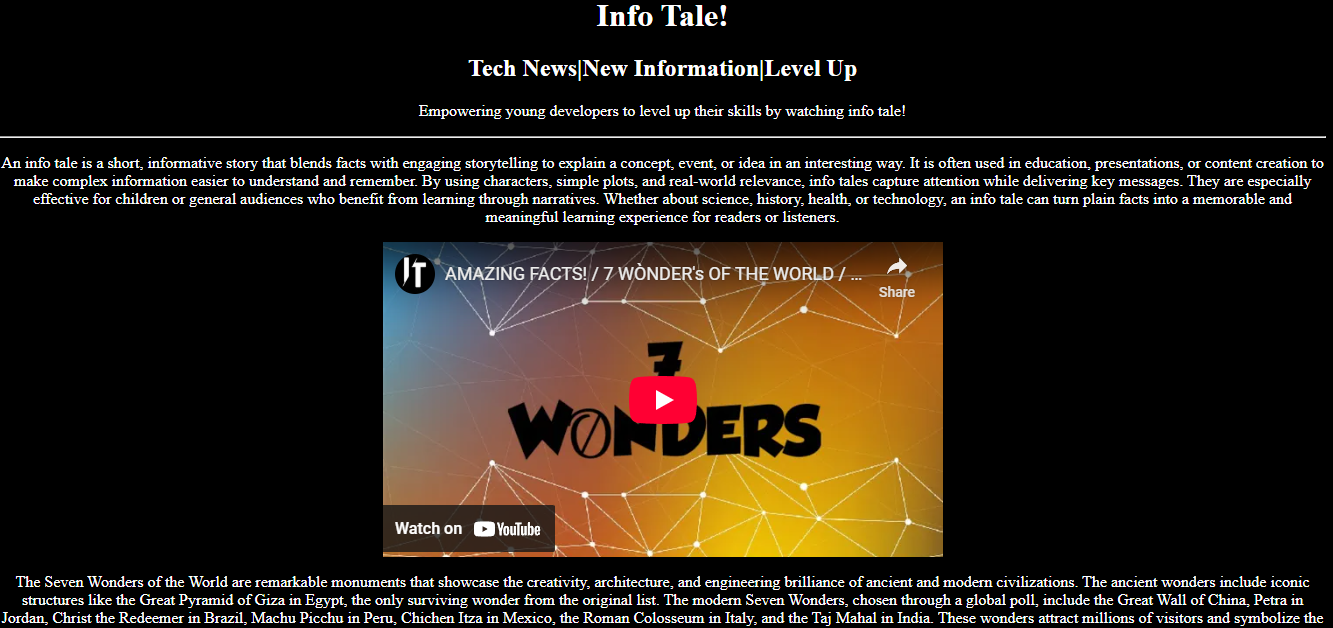 Info Tale!
Tech News|New Information|Level Up
Empowering young developers to level up their skills by watching info tale!
An info tale is a short, informative story that blends facts with engaging storytelling to explain a concept, event, or idea in an interesting way. It is often used in education, presentations, or content creation to
make complex information easier to understand and remember. By using characters, simple plots, and real-world relevance, info tales capture attention while delivering key messages. They are especially
effective for children or general audiences who benefit from learning through narratives. Whether about science, history, health, or technology, an info tale can turn plain facts into a memorable and
meaningful learning experience for readers or listeners.
IT
AMAZING FACTS! / 7 WÒNDER's OF THE WORLD / ...
Share
7
WONDERS
Watch on YouTube
The Seven Wonders of the World are remarkable monuments that showcase the creativity, architecture, and engineering brilliance of ancient and modern civilizations. The ancient wonders include iconic
structures like the Great Pyramid of Giza in Egypt, the only surviving wonder from the original list. The modern Seven Wonders, chosen through a global poll, include the Great Wall of China, Petra in
Jordan, Christ the Redeemer in Brazil, Machu Picchu in Peru, Chichen Itza in Mexico, the Roman Colosseum in Italy, and the Taj Mahal in India. These wonders attract millions of visitors and symbolize the